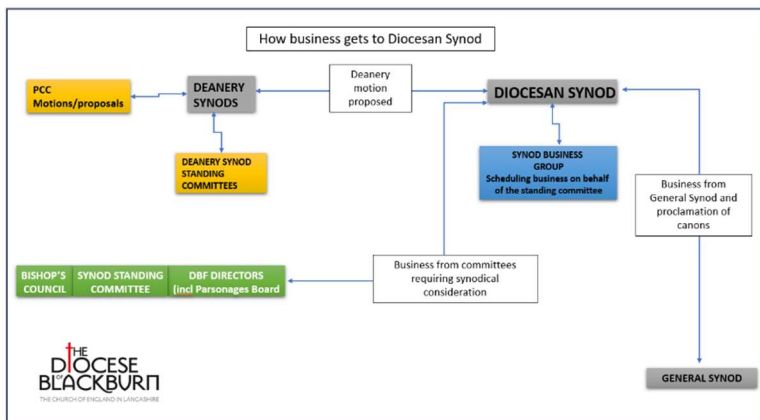 How business gets to Diocesan Synod
PCC
Motions/proposals
DEANERY
SYNODS
Deanery
motion
proposed
DIOCESAN SYNOD
DEANERY SYNOD
STANDING
COMMITTEES
SYNOD BUSINESS
GROUP
Scheduling business on behalf
of the standing committee
Business from
General Synod and
proclamation of
canons
BISHOP'S
COUNCIL
SYNOD STANDING
COMMITTEE
DBF DIRECTORS
(incl Parsonages Board
Business from committees
requiring synodical
consideration
GENERAL SYNOD
THE
DIOCESE
OF
BLACKBURN
THE CHURCH OF ENGLAND IN LANCASHIRE